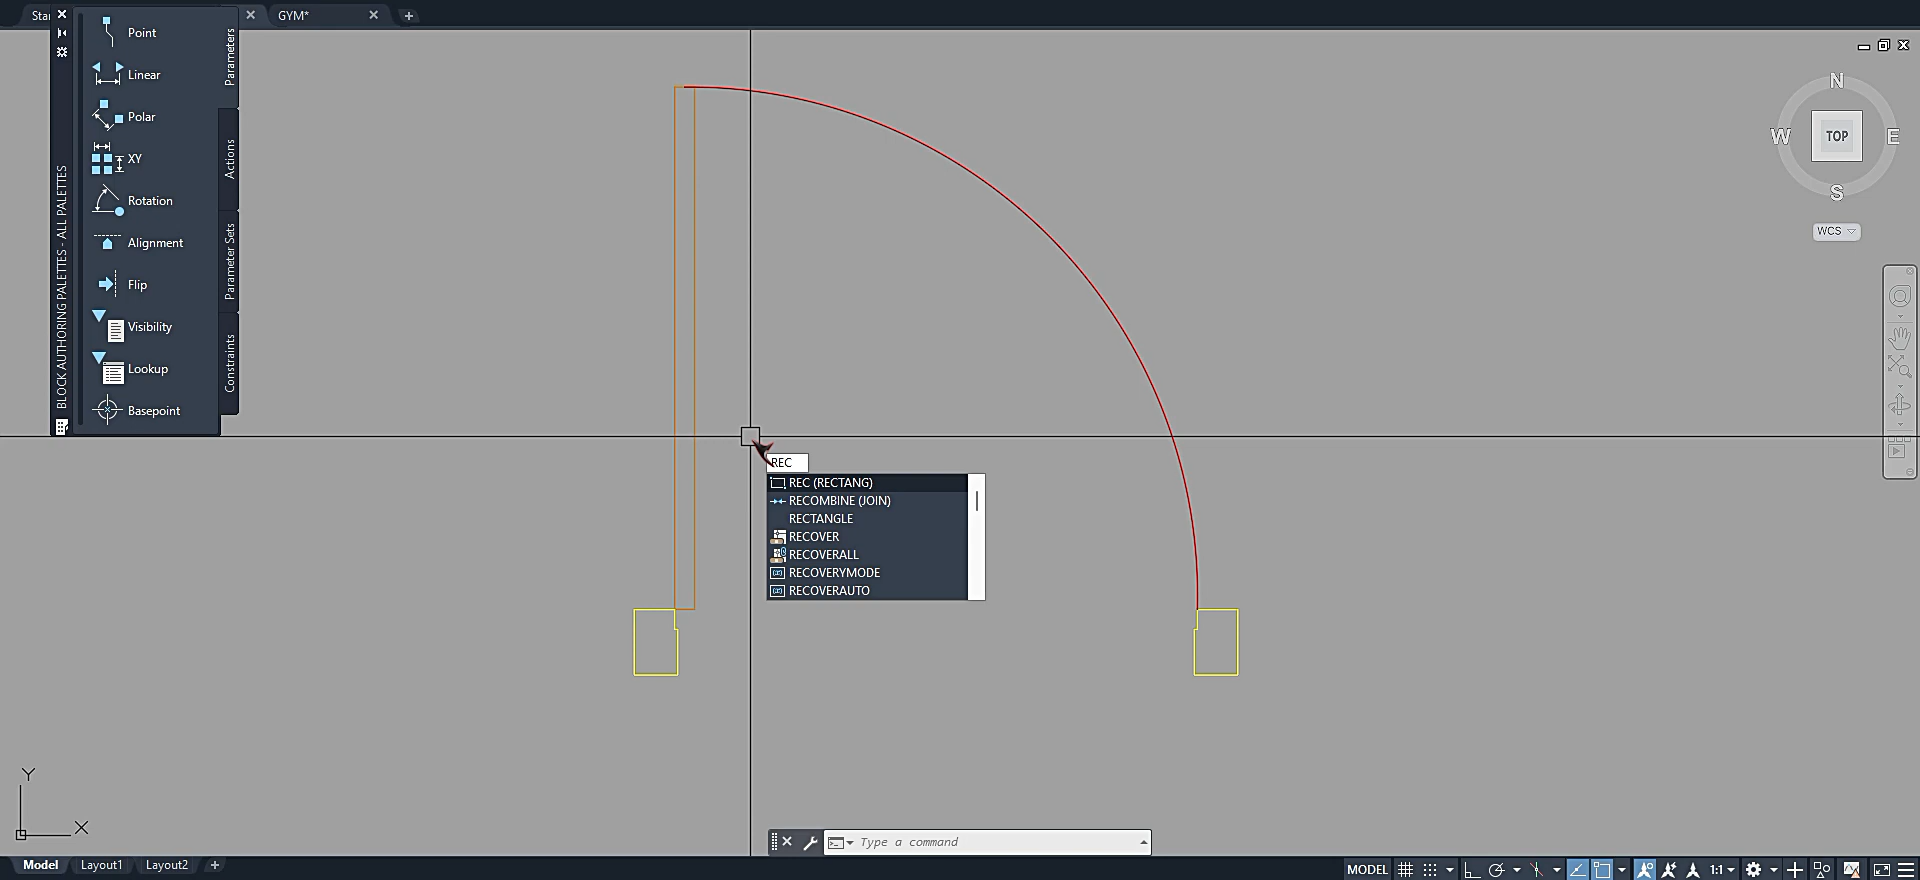 Sta
GYM*
Point
Linear
Polar
XY
Rotation
Alignment
Flip
Visibility
Lookup
Basepoint
Parameters
Actions
Parameter Sets
Constraints
BLOCK AUTHORING PALETTES - ALL PALETTES
N
W
TOP
E
S
WCS
REC
REC (RECTANG)
RECOMBINE (JOIN)
RECTANGLE
RECOVER
RECOVERALL
RECOVERYMODE
RECOVERAUTO
Y
X
Type a command
Model
Layout1
Layout2
MODEL
1:1